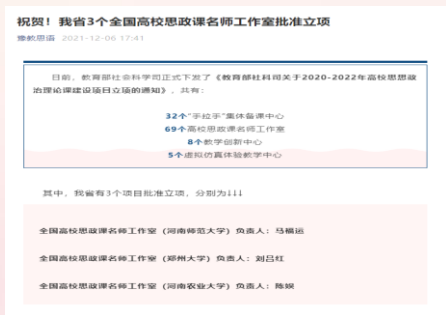 祝贺！我省3个全国高校思政课名师工作室批准立项
豫教思语 2021-12-06 17:41
日前，教育部社会科学司正式下发了《教育部社科司关于2020-2022年高校思想政
治理论课建设项目立项的通知》，共有：
32个“手拉手”集体备课中心
69个高校思政课名师工作室
8个教学创新中心
5个虚拟仿真体验教学中心
其中，我省有3个项目批准立项，分别为↓↓↓
全国高校思政课名师工作室（河南师范大学）负责人：马福运
全国高校思政课名师工作室（郑州大学）负责人：刘吕红
全国高校思政课名师工作室（河南农业大学）负责人：陈娱